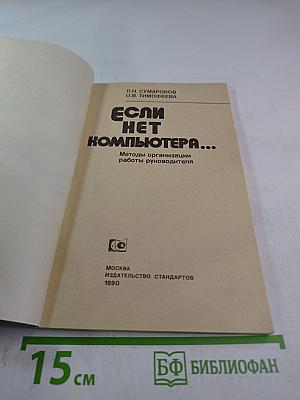 Л.Н. СУМАРОКОВ
О.В. ТИМОФЕЕВА
ЕСЛИ
НЕТ
КОМПЬЮТЕРА...
Методы организации
работы руководителя
МОСКВА
ИЗДАТЕЛЬСТВО СТАНДАРТОВ
1990
15 см
БФ БИБЛИОФАН